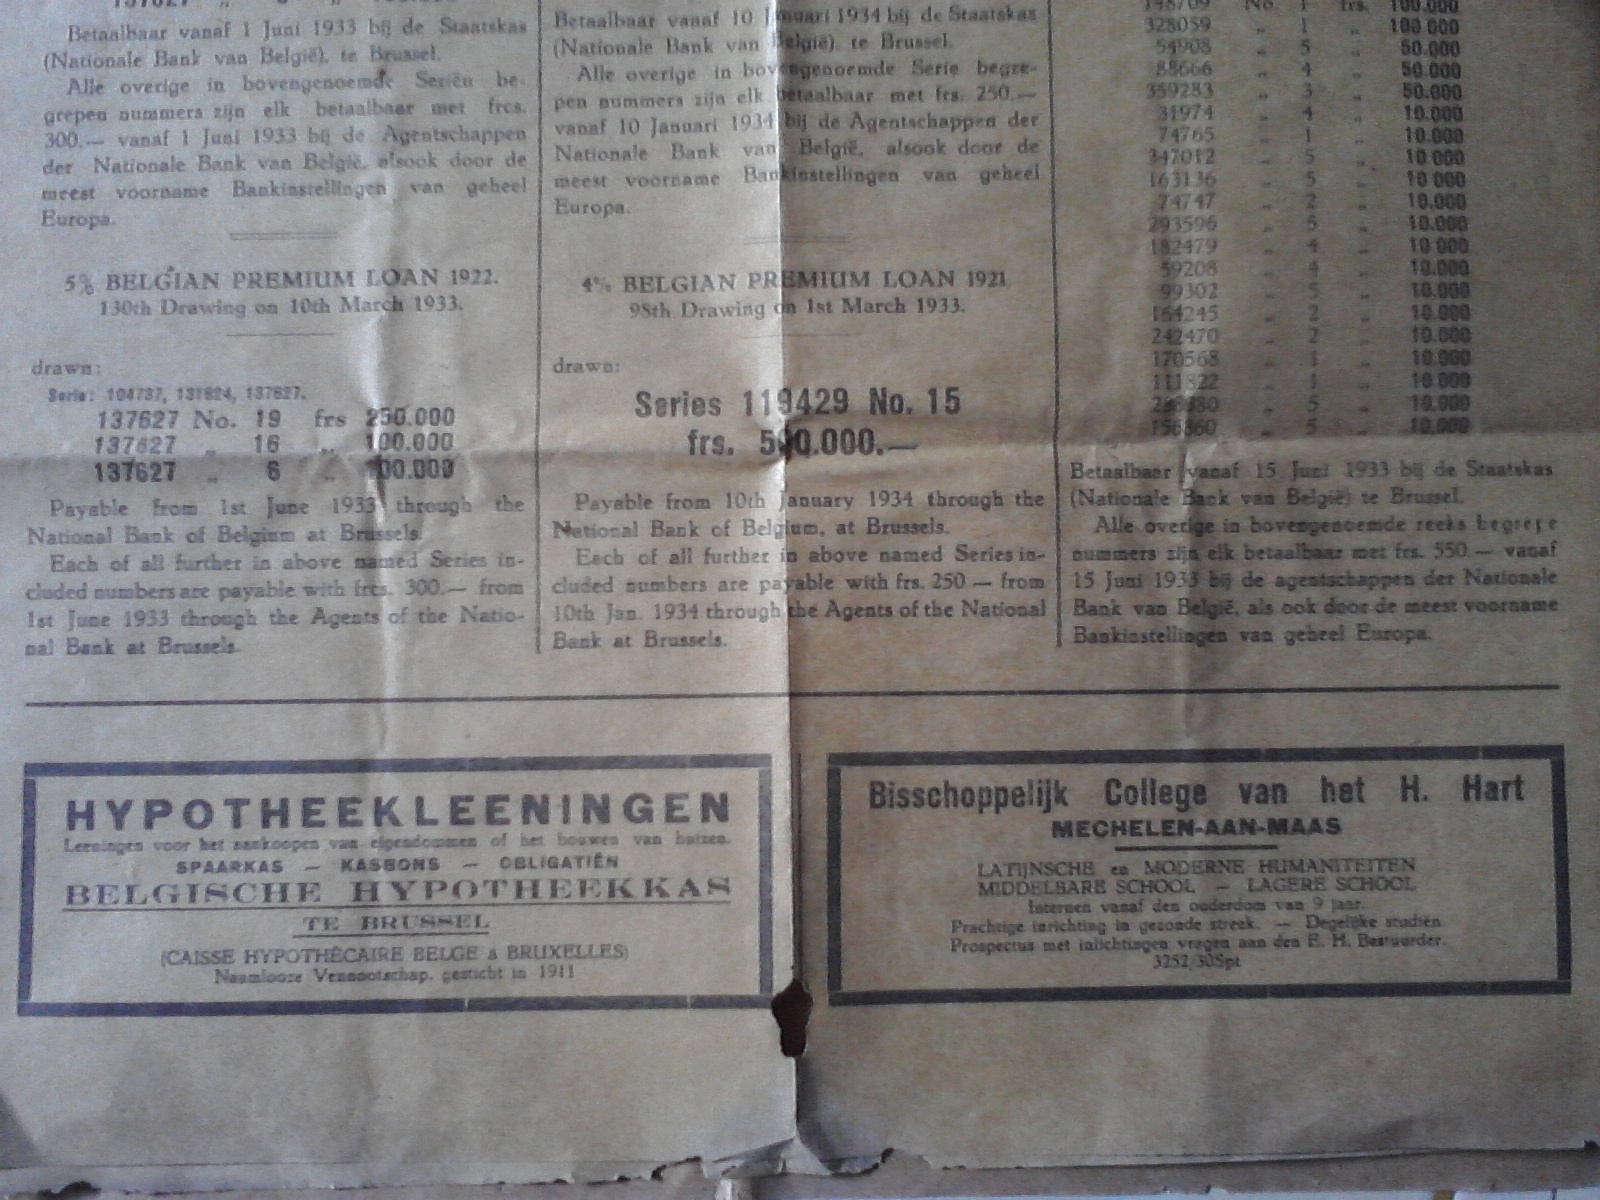 Betaalbaar vanaf 1 Juni 1933 bij de Staatskas
(Nationale Bank van België), te Brussel.
Alle overige in bovengenoemde Seriën be-
grepen nummers zijn elk betaalbaar met frcs.
300.— vanaf 1 Juni 1933 bij de Agentschappen
der Nationale Bank van België, alsook door de
meest voorname Bankinstellingen van geheel
Europa.
5% BELGIAN PREMIUM LOAN 1922.
130th Drawing on 10th March 1933.
drawn:
Serie: 104737, 131624, 137627.
137627 No. 19 frs 250.000
137627 „ 16 „ 100.000
137627 „ 6 „ 100.000
Payable from 1st June 1933 through the
National Bank of Belgium at Brussels.
Each of all further in above named Series in-
cluded numbers are payable with frcs. 300.— from
1st June 1933 through the Agents of the Natio-
nal Bank at Brussels.
Betaalbaar vanaf 10 Januari 1934 bij de Staatskas
(Nationale Bank van België), te Brussel.
Alle overige in bovengenoemde Serie begre-
pen nummers zijn elk betaalbaar met frs. 250.—
vanaf 10 Januari 1934 bij de Agentschappen der
Nationale Bank van België, alsook door de
meest voorname Bankinstellingen van geheel
Europa.
4% BELGIAN PREMIUM LOAN 1921
98th Drawing on 1st March 1933.
drawn:
Series 119429 No. 15
frs. 500.000.—
Payable from 10th January 1934 through the
National Bank of Belgium, at Brussels.
Each of all further in above named Series in-
cluded numbers are payable with frs. 250 — from
10th Jan. 1934 through the Agents of the National
Bank at Brussels.
No. 1 frs. 100.000
328059 „ 1 „ 100 000
54908 „ 5 „ 50.000
88666 „ 4 „ 50.000
359283 „ 3 „ 50.000
31974 „ 4 „ 10.000
74765 „ 1 „ 10.000
347012 „ 5 „ 10 000
163136 „ 5 „ 10 000
74747 „ 2 „ 10.000
293596 „ 5 „ 10.000
182479 „ 4 „ 10 000
59208 „ 4 „ 10.000
99302 „ 5 „ 10.000
164245 „ 2 „ 10.000
242470 „ 2 „ 10.000
170568 „ 1 „ 10.000
111822 „ 1 „ 10 000
„ 5 „ 10.000
156860 „ 5 „ 10.000
Betaalbaar vanaf 15 Juni 1933 bij de Staatskas
(Nationale Bank van België) te Brussel.
Alle overige in bovengenoemde reeks begrepe
nummers zijn elk betaalbaar met frs. 550.— vanaf
15 Juni 1933 bij de agentschappen der Nationale
Bank van België, als ook door de meest voorname
Bankinstellingen van geheel Europa.
HYPOTHEEKLEENINGEN
Leeningen voor het aankoopen van eigendommen of het bouwen van huizen.
SPAARKAS — KASBONS — OBLIGATIËN
BELGISCHE HYPOTHEEKKAS
TE BRUSSEL
(CAISSE HYPOTHÉCAIRE BELGE à BRUXELLES)
Naamlooze Vennootschap, gesticht in 1911
Bisschoppelijk College van het H. Hart
MECHELEN-AAN-MAAS
LATIJNSCHE en MODERNE HUMANITEITEN
MIDDELBARE SCHOOL — LAGERE SCHOOL
Internen vanaf den ouderdom van 9 jaar.
Prachtige inrichting in gezonde streek. — Degelijke studiën
Prospectus met inlichtingen vragen aan den E. H. Bestuurder.
3252/30Spt